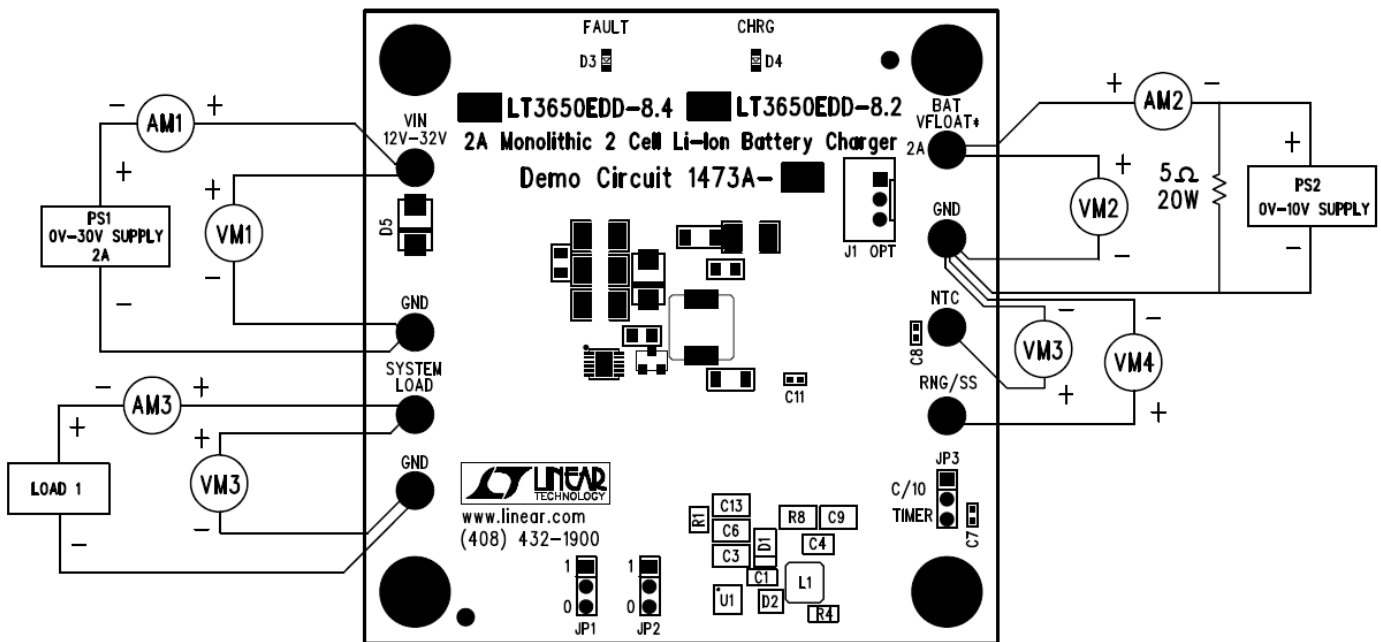 FAULT
CHRG
D3
D4
LT3650EDD-8.4
LT3650EDD-8.2
2A Monolithic 2 Cell Li-Ion Battery Charger
Demo Circuit 1473A-
- AM1 +
VIN
12V-32V
+
+
PS1
0V-30V SUPPLY
2A
VM1
D5
-
-
GND
SYSTEM
LOAD
- AM3 +
+
+
LOAD 1
VM3
GND
-
-
BAT
VFLOAT*
2A
+ AM2 -
+
+
5Ω
20W
PS2
0V-10V SUPPLY
VM2
-
-
GND
J1 OPT
NTC
C8
-
-
VM3
VM4
+
+
RNG/SS
C11
JP3
C/10
TIMER
C7
LINEAR
TECHNOLOGY
www.linear.com
(408) 432-1900
R1
C13
C6
C3
D1
C1
U1
D2
R8
C9
C4
L1
R4
1
0
JP1
1
0
JP2